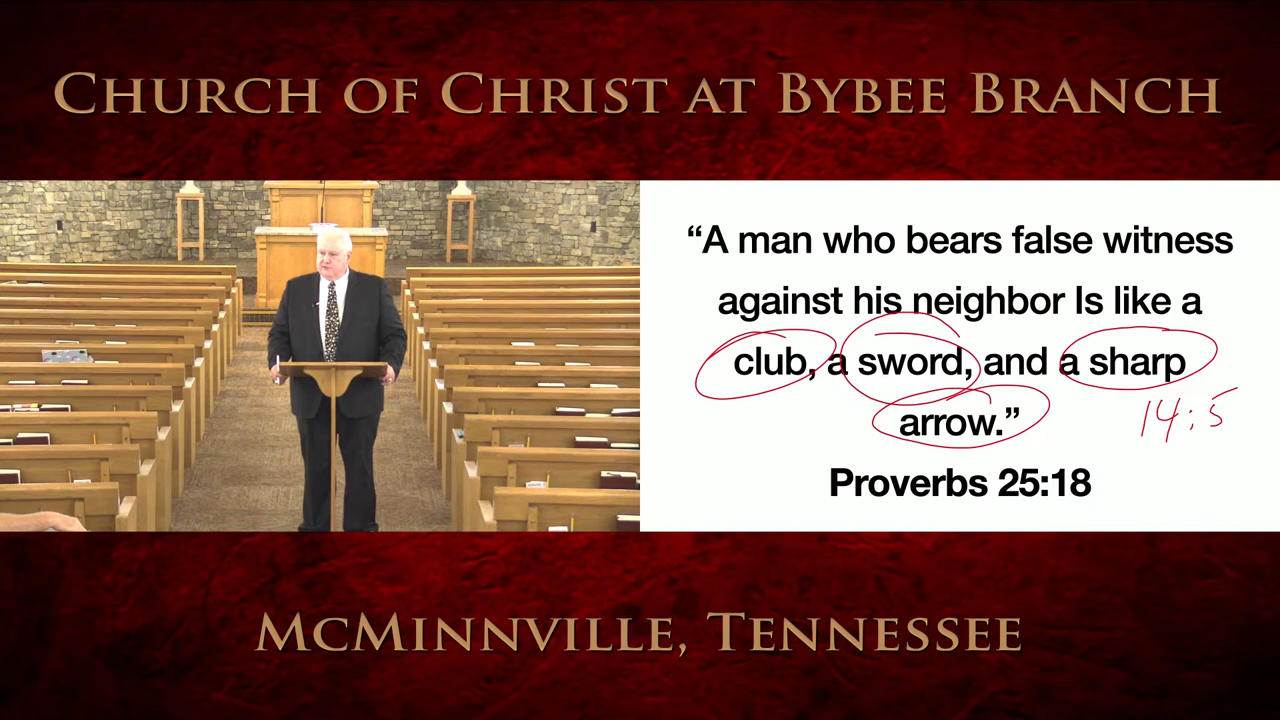 CHURCH OF CHRIST AT BYBEE BRANCH
“A man who bears false witness
against his neighbor Is like a
club, a sword, and a sharp
arrow.”
14:5
Proverbs 25:18
MCMINNVILLE, TENNESSEE